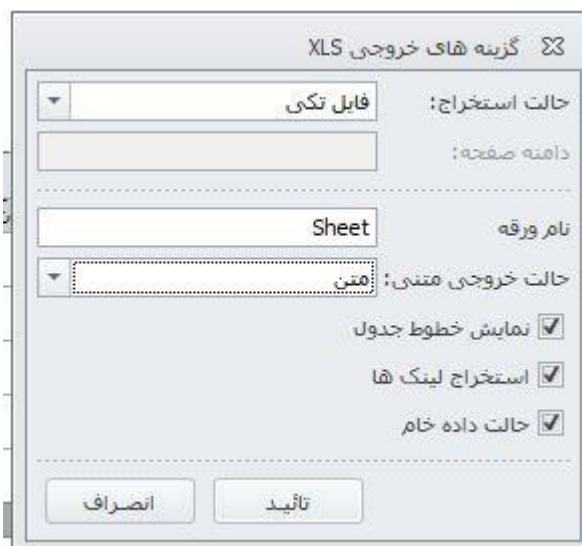 گزینه های خروجی XLS
حالت استخراج: فایل تکی
دامنه صفحه:
نام ورقه Sheet
حالت خروجی متنی: متن
نمایش خطوط جدول
استخراج لینک ها
حالت داده خام
تائید انصراف